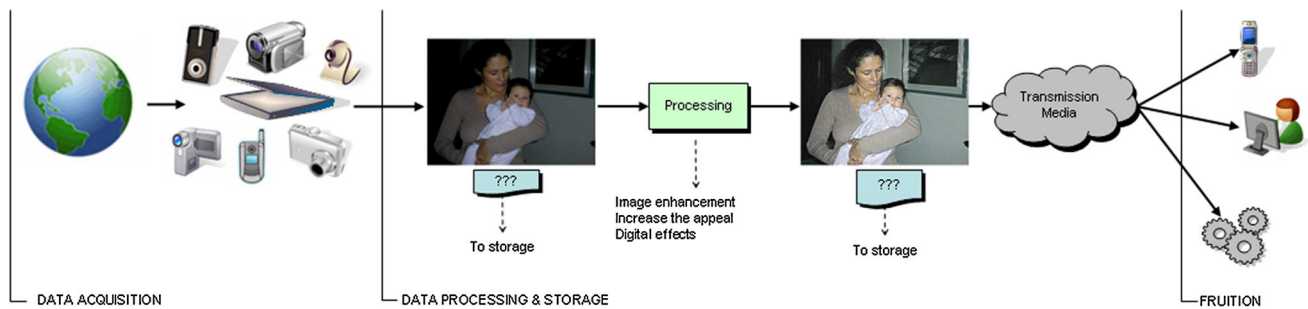 Processing
Transmission
Media
???
???
Image enhancement
Increase the appeal
Digital effects
To storage
To storage
DATA ACQUISITION
DATA PROCESSING & STORAGE
FRUITION